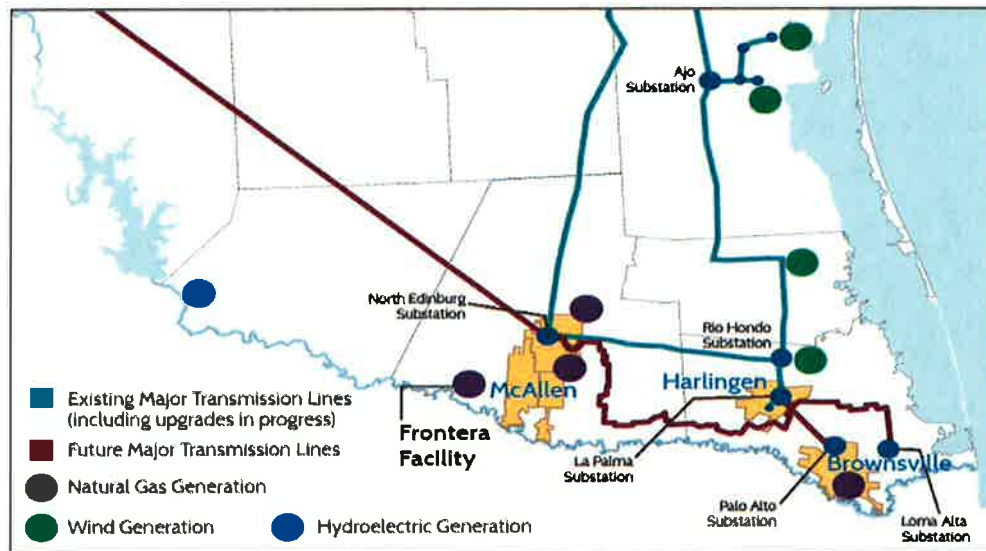 Ajo
Substation
North Edinburg
Substation
Rio Hondo
Substation
McAllen
Harlingen
Existing Major Transmission Lines
(including upgrades in progress)
Future Major Transmission Lines
Natural Gas Generation
Wind Generation
Hydroelectric Generation
Frontera
Facility
La Palma
Substation
Brownsville
Palo Alto
Substation
Loma Alta
Substation